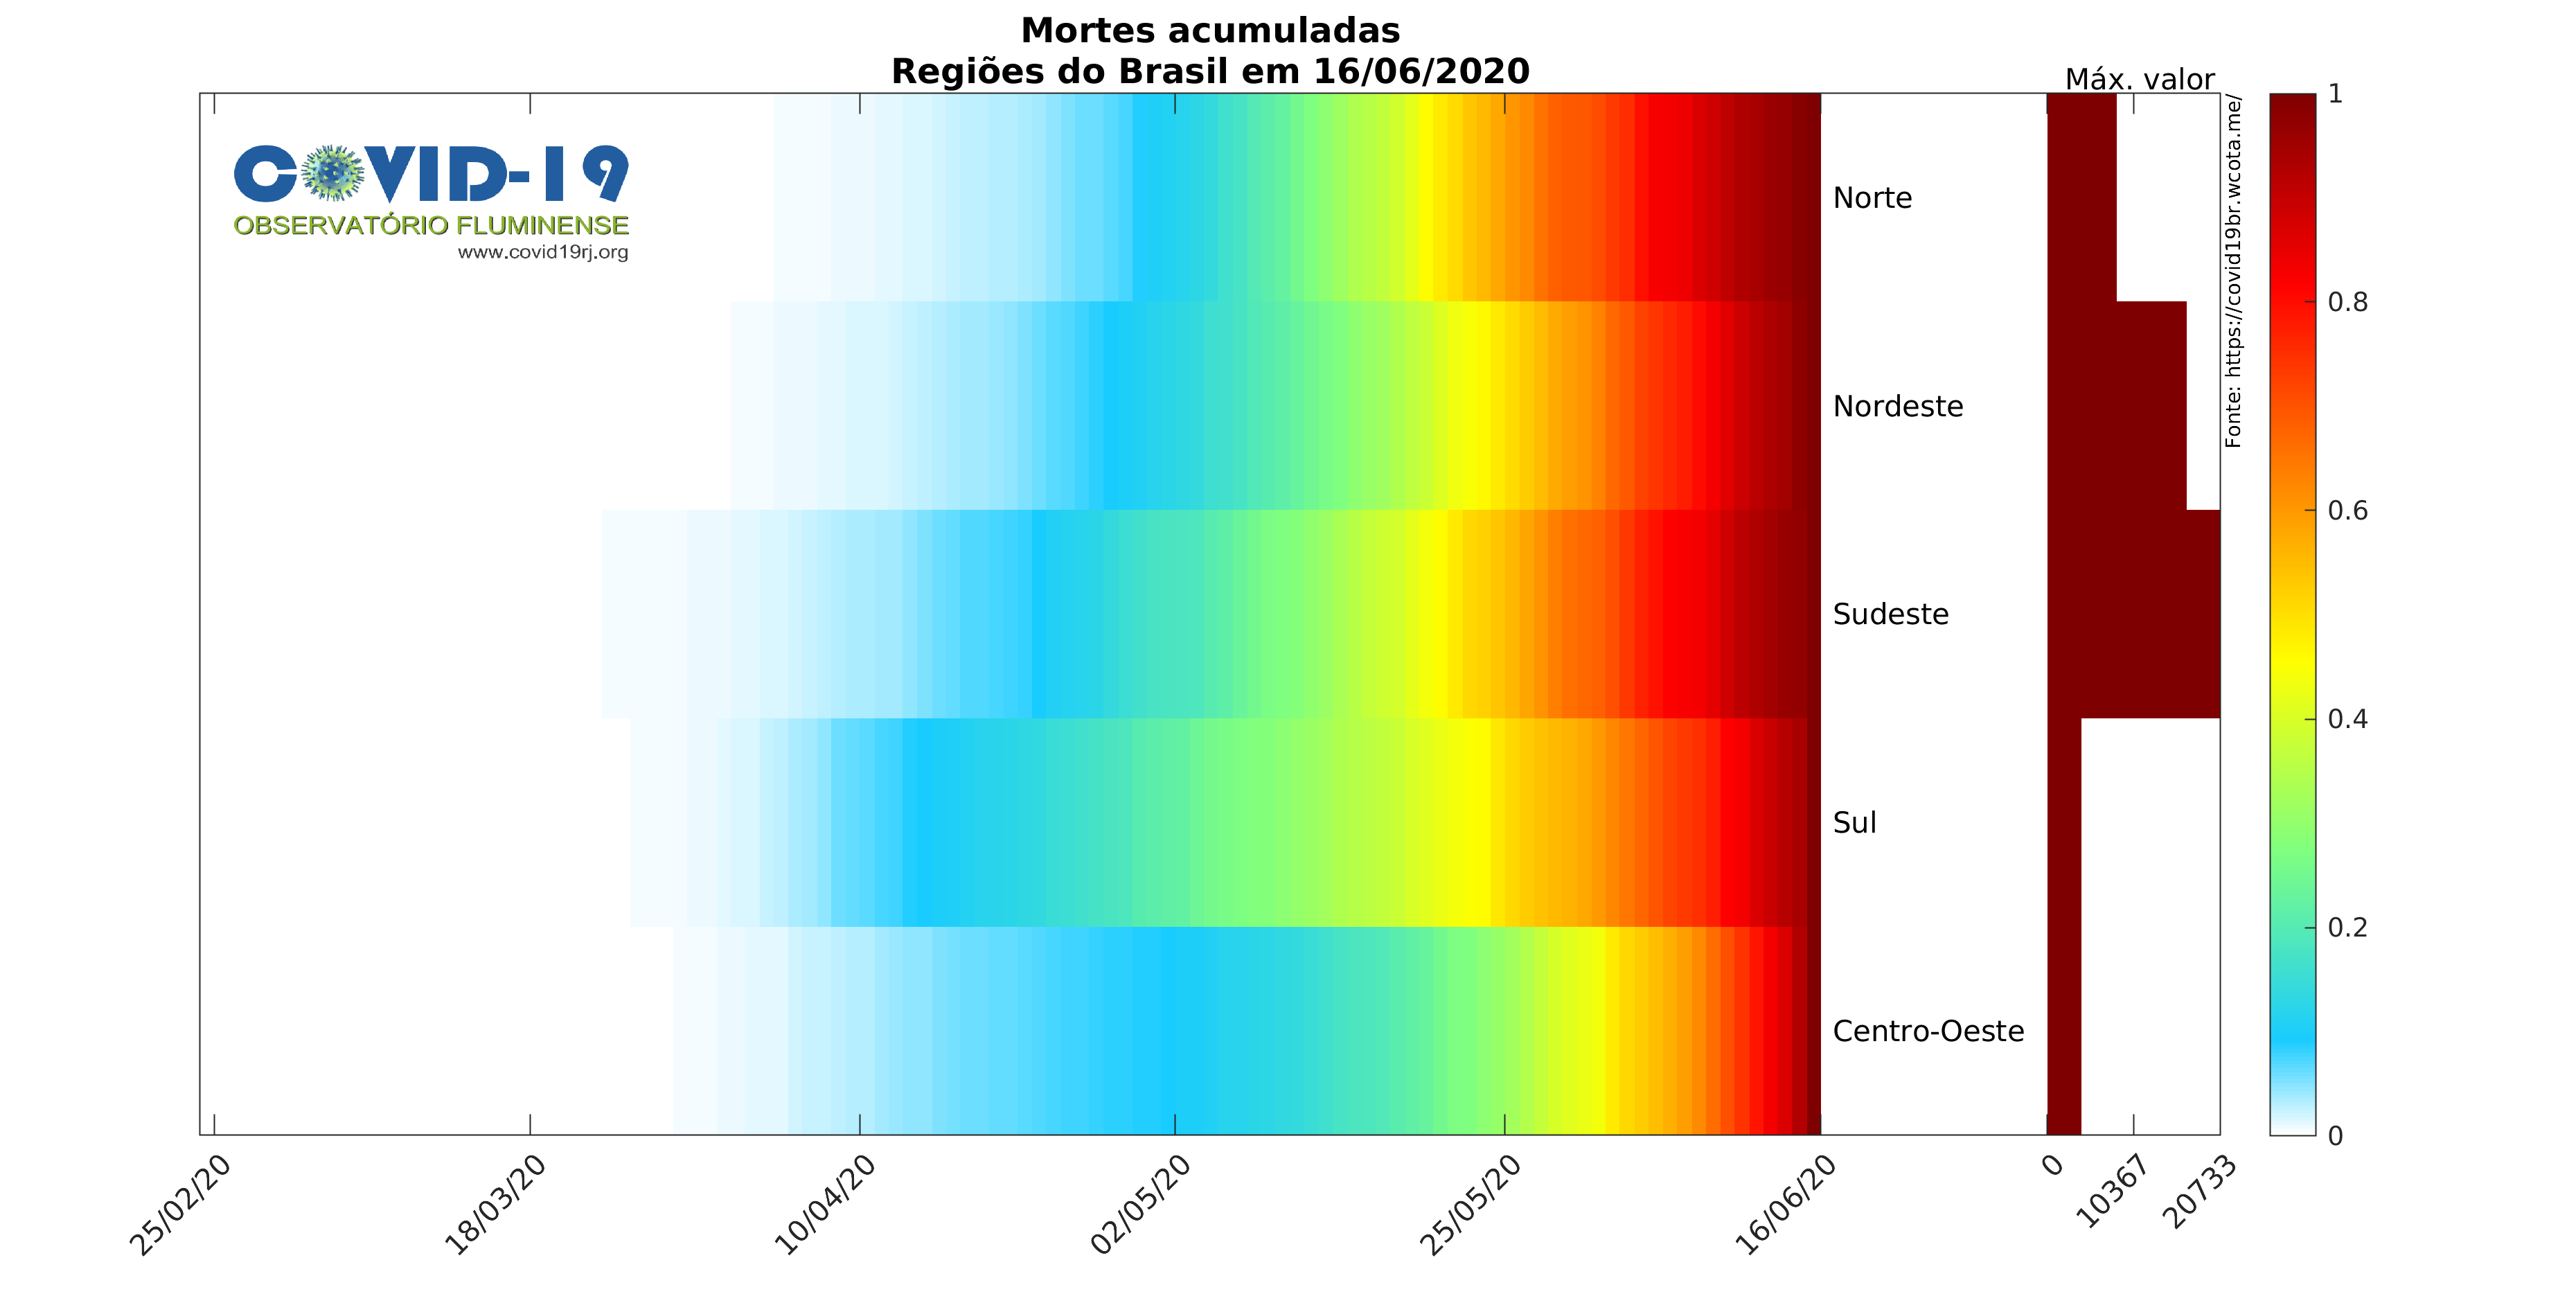 Mortes acumuladas
Regiões do Brasil em 16/06/2020
Máx. valor
COVID-19
OBSERVATÓRIO FLUMINENSE
www.covid19rj.org
Norte
Nordeste
Sudeste
Sul
Centro-Oeste
Fonte: https://covid19br.wcota.me/
1
0.8
0.6
0.4
0.2
0
25/02/20
18/03/20
10/04/20
02/05/20
25/05/20
16/06/20
0
10367
20733